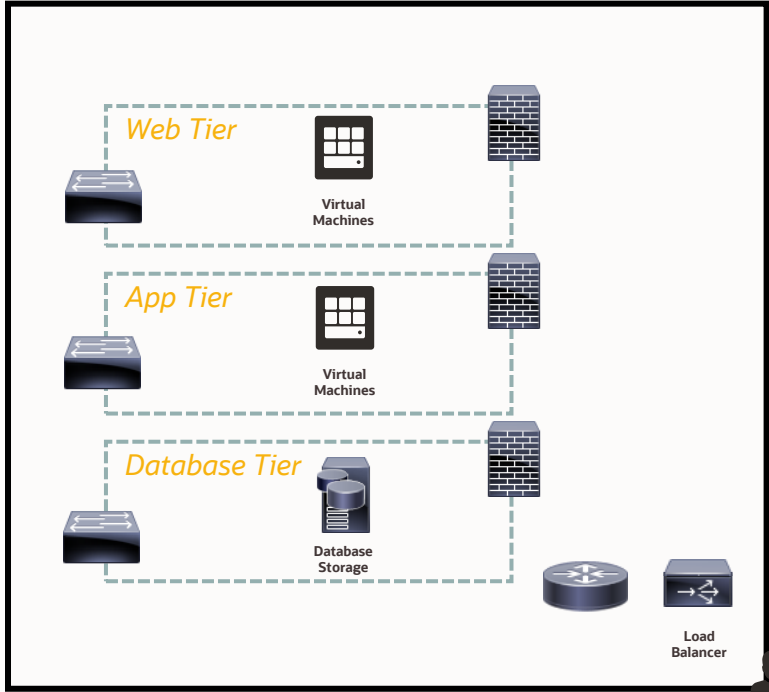 Web Tier
Virtual
Machines
App Tier
Virtual
Machines
Database Tier
Database
Storage
Load
Balancer